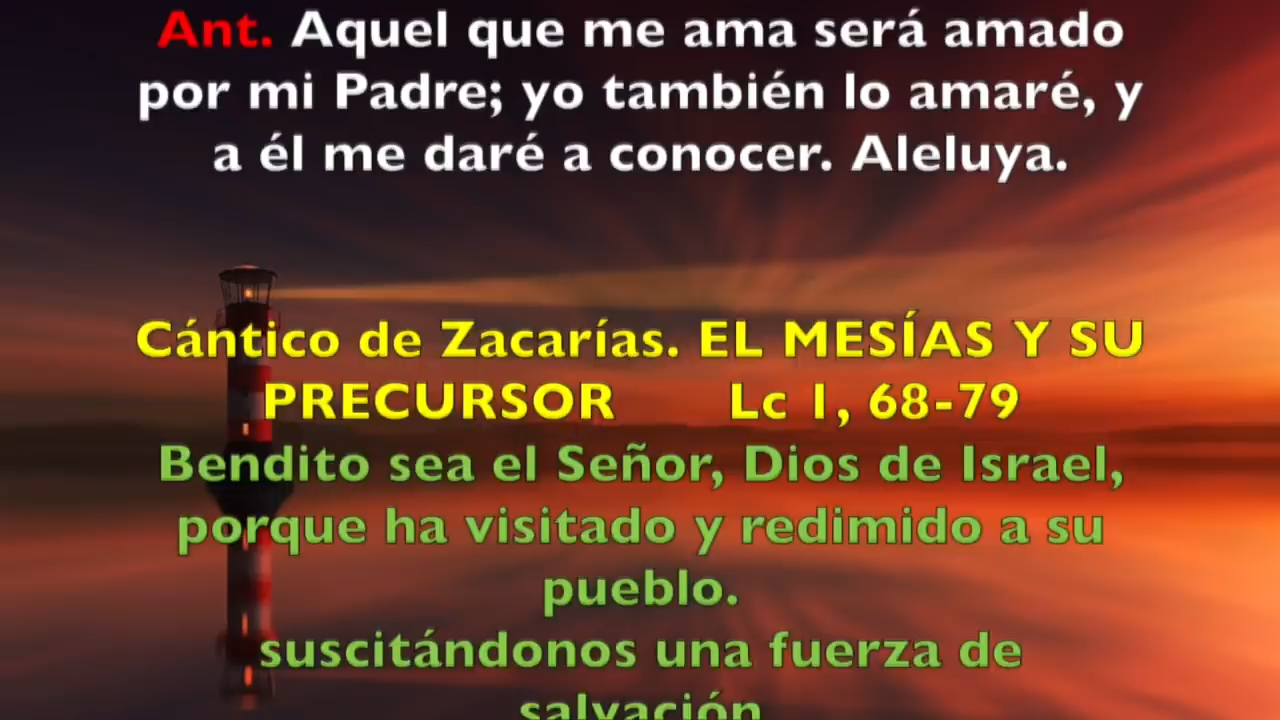 Ant. Aquel que me ama será amado
por mi Padre; yo también lo amaré, y
a él me daré a conocer. Aleluya.
Cántico de Zacarías. EL MESÍAS Y SU
PRECURSOR Lc 1, 68-79
Bendito sea el Señor, Dios de Israel,
porque ha visitado y redimido a su
pueblo.
suscitándonos una fuerza de
salvación